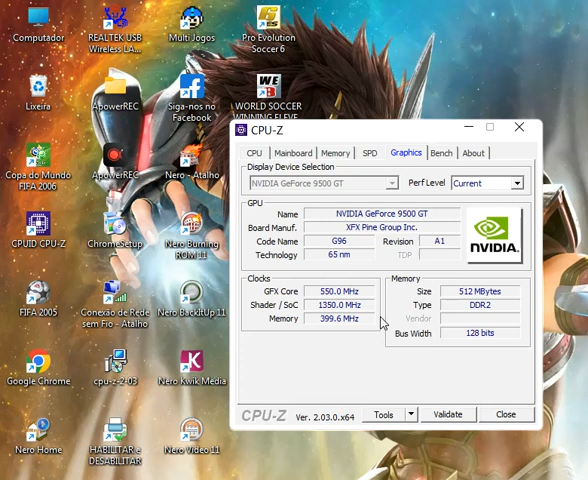 Computador
REALTEK USB
Wireless LA...
Multi Jogos
Pro Evolution
Soccer 6
Lixeira
ApowerREC
Siga-nos no
Facebook
WORLD SOCCER
Copa do Mundo
FIFA 2006
ApowerREC
Nero - Atalho
CPUID CPU-Z
ChromeSetup
Nero Burning
ROM 11
FIFA 2005
Conexão de Rede
sem Fio - Atalho
Nero BackItUp 11
Google Chrome
cpu-z-2-03
Nero Kwik Media
Nero Home
HABILITAR e
DESABILITAR
Nero Video 11
CPU-Z
CPU Mainboard Memory SPD Graphics Bench About
Display Device Selection
NVIDIA GeForce 9500 GT Perf Level Current
GPU
Name NVIDIA GeForce 9500 GT
Board Manuf. XFX Pine Group Inc.
Code Name G96 Revision A1
Technology 65 nm TDP
NVIDIA.
Clocks
GFX Core 550.0 MHz
Shader / SoC 1350.0 MHz
Memory 399.6 MHz
Memory
Size 512 MBytes
Type DDR2
Vendor
Bus Width 128 bits
CPU-Z Ver. 2.03.0.x64 Tools Validate Close